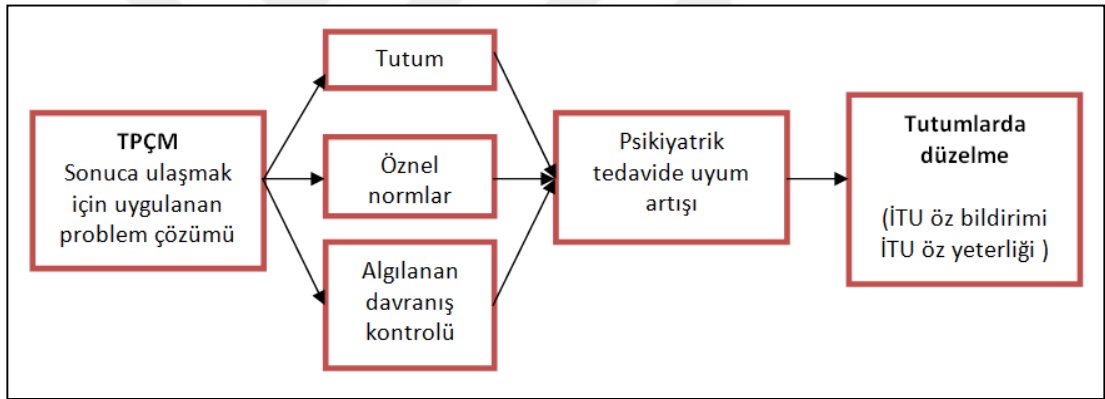 TPÇM
Sonuca ulaşmak
için uygulanan
problem çözümü
Tutum
Öznel
normlar
Algılanan
davranış
kontrolü
Psikiyatrik
tedavide uyum
artışı
Tutumlarda
düzelme
(İTU öz bildirimi
İTU öz yeterliği )